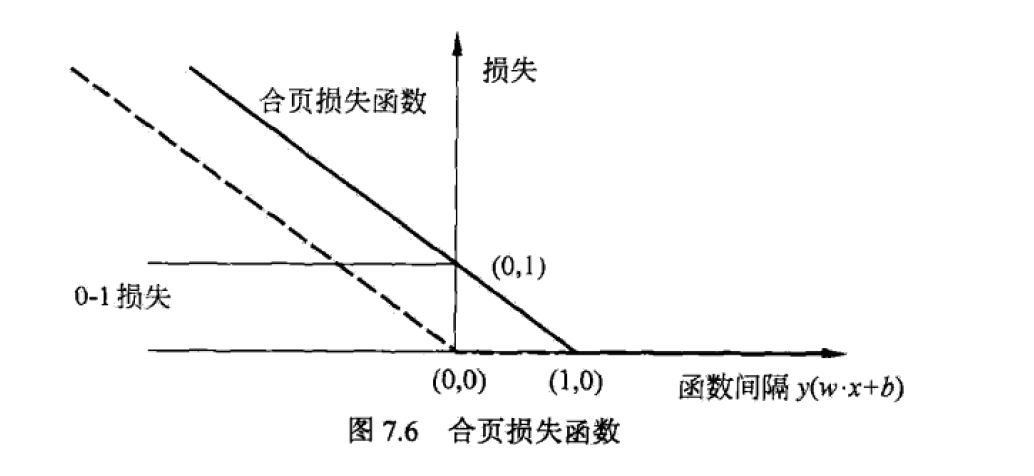 损失
合页损失函数
(0,1)
0-1损失
(0,0)
(1,0)
函数间隔 y(w·x+b)
图 7.6 合页损失函数